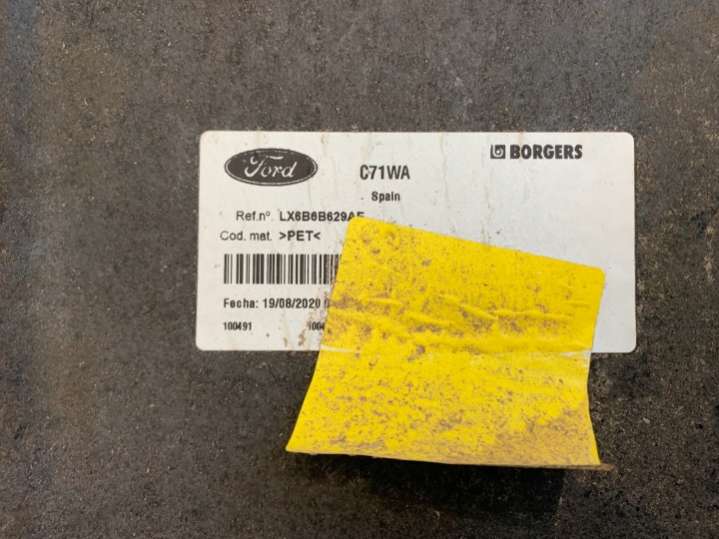 Ford
C71WA
BORGERS
Spain
Ref.nº. LX6B6B629AE
Cod. mat. >PET<
Fecha: 19/08/2020
100491